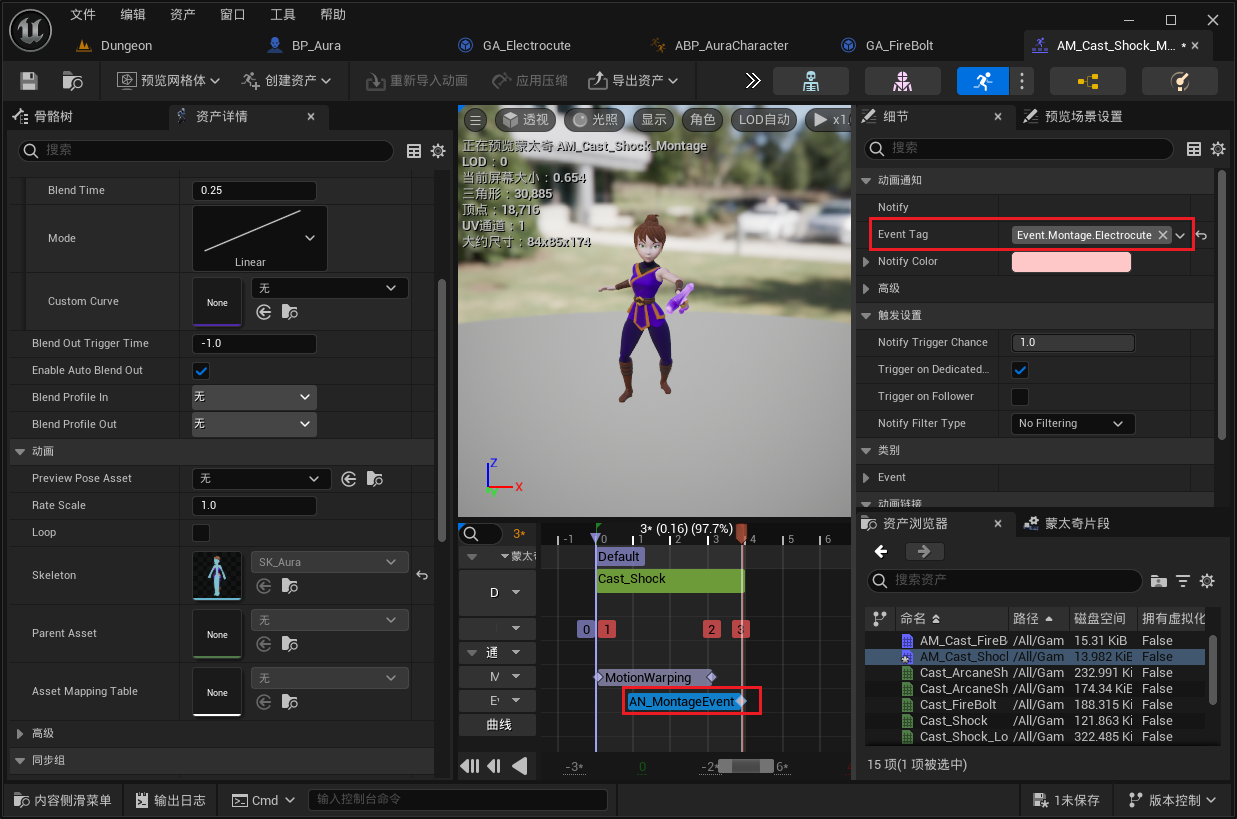 文件 编辑 资产 窗口 工具 帮助
Dungeon BP_Aura GA_Electrocute ABP_AuraCharacter GA_FireBolt AM_Cast_Shock_M... *
预览网格体 创建资产 重新导入动画 应用压缩 导出资产
骨骼树 资产详情
搜索
Blend Time 0.25
Mode
Linear
Custom Curve None 无
Blend Out Trigger Time -1.0
Enable Auto Blend Out
Blend Profile In 无
Blend Profile Out 无
动画
Preview Pose Asset 无
Rate Scale 1.0
Loop
Skeleton SK_Aura
Parent Asset None 无
Asset Mapping Table None 无
高级
同步组
透视 光照 显示 角色 LOD自动 x1.
正在预览蒙太奇 AM_Cast_Shock_Montage
LOD：0
当前屏幕大小：0.654
三角形：30,885
顶点：18,716
UV通道：1
大约尺寸：84x85x174
Z
X
Y
3*
3* (0.16) (97.7%)
-1 0 1 2 3 4 5 6
蒙太奇 Default
D Cast_Shock
0 1 2 3
通
M MotionWarping
E AN_MontageEvent
曲线
-3* 0 -2* 6*
细节 预览场景设置
搜索
动画通知
Notify
Event Tag Event.Montage.Electrocute
Notify Color
高级
触发设置
Notify Trigger Chance 1.0
Trigger on Dedicated...
Trigger on Follower
Notify Filter Type No Filtering
类别
Event
动画链接
资产浏览器 蒙太奇片段
搜索资产
命名 路径 磁盘空间 拥有虚拟化
AM_Cast_FireB /All/Gam 15.31 KiB False
AM_Cast_Shocl /All/Gam 13.982 KiE False
Cast_ArcaneSh /All/Gam 232.991 Ki False
Cast_ArcaneSh /All/Gam 174.34 KiE False
Cast_FireBolt /All/Gam 188.315 Ki False
Cast_Shock /All/Gam 121.863 Ki False
Cast_Shock_Lo /All/Gam 322.485 Ki False
15 项(1 项被选中)
内容侧滑菜单 输出日志 Cmd 输入控制台命令 1未保存 版本控制